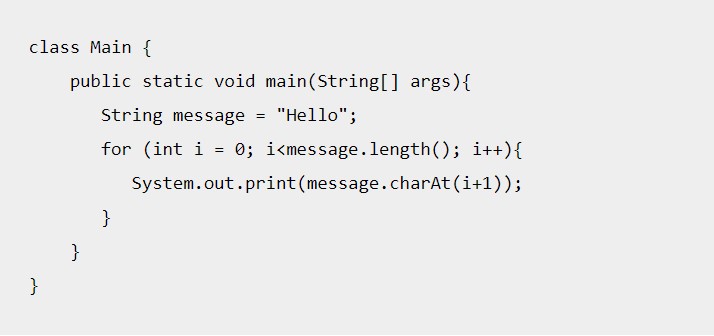 class Main {
public static void main(String[] args){
String message = "Hello";
for (int i = 0; i<message.length(); i++){
System.out.print(message.charAt(i+1));
}
}
}